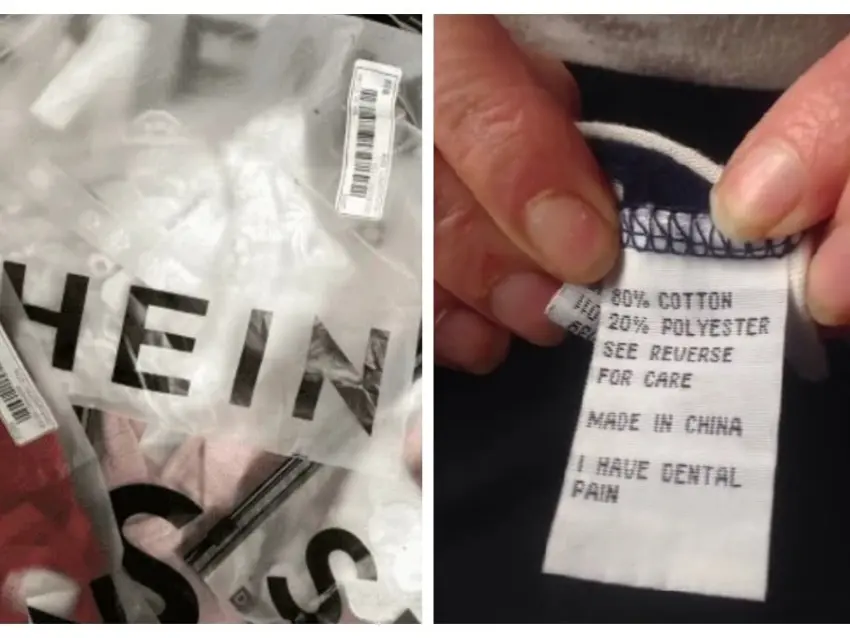 HEIN
S
80% COTTON
20% POLYESTER
SEE REVERSE
FOR CARE
MADE IN CHINA
I HAVE DENTAL
PAIN